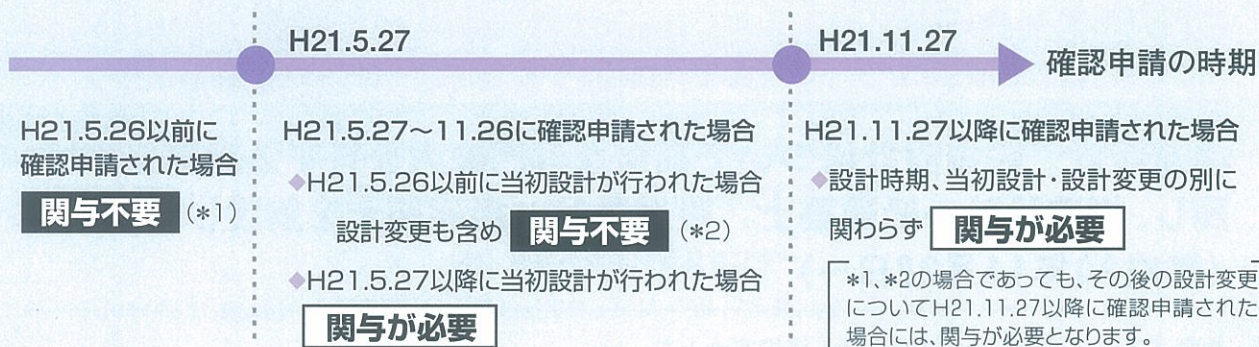 H21.5.27
H21.11.27
確認申請の時期
H21.5.26以前に
確認申請された場合
関与不要 (*1)
H21.5.27～11.26に確認申請された場合
◆H21.5.26以前に当初設計が行われた場合
設計変更も含め 関与不要 (*2)
◆H21.5.27以降に当初設計が行われた場合
関与が必要
H21.11.27以降に確認申請された場合
◆設計時期、当初設計・設計変更の別に
関わらず 関与が必要
*1、*2の場合であっても、その後の設計変更
についてH21.11.27以降に確認申請された
場合には、関与が必要となります。